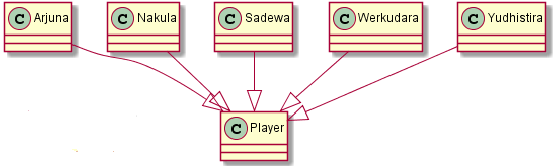 C Arjuna
C Nakula
C Sadewa
C Werkudara
C Yudhistira
C Player